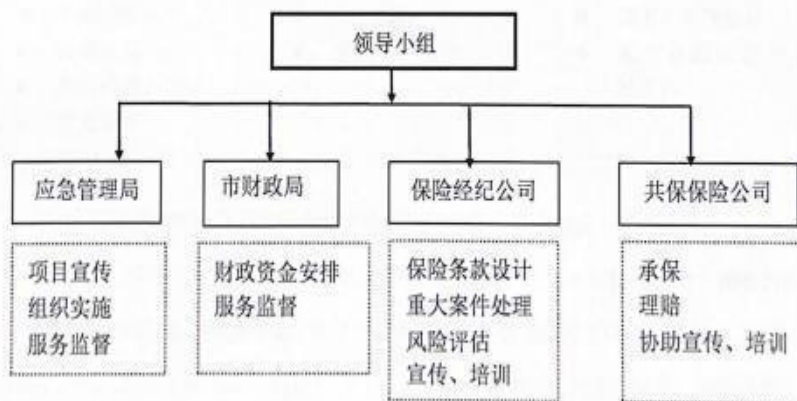 领导小组
应急管理局
市财政局
保险经纪公司
共保保险公司
项目宣传
组织实施
服务监督
财政资金安排
服务监督
保险条款设计
重大案件处理
风险评估
宣传、培训
承保
理赔
协助宣传、培训